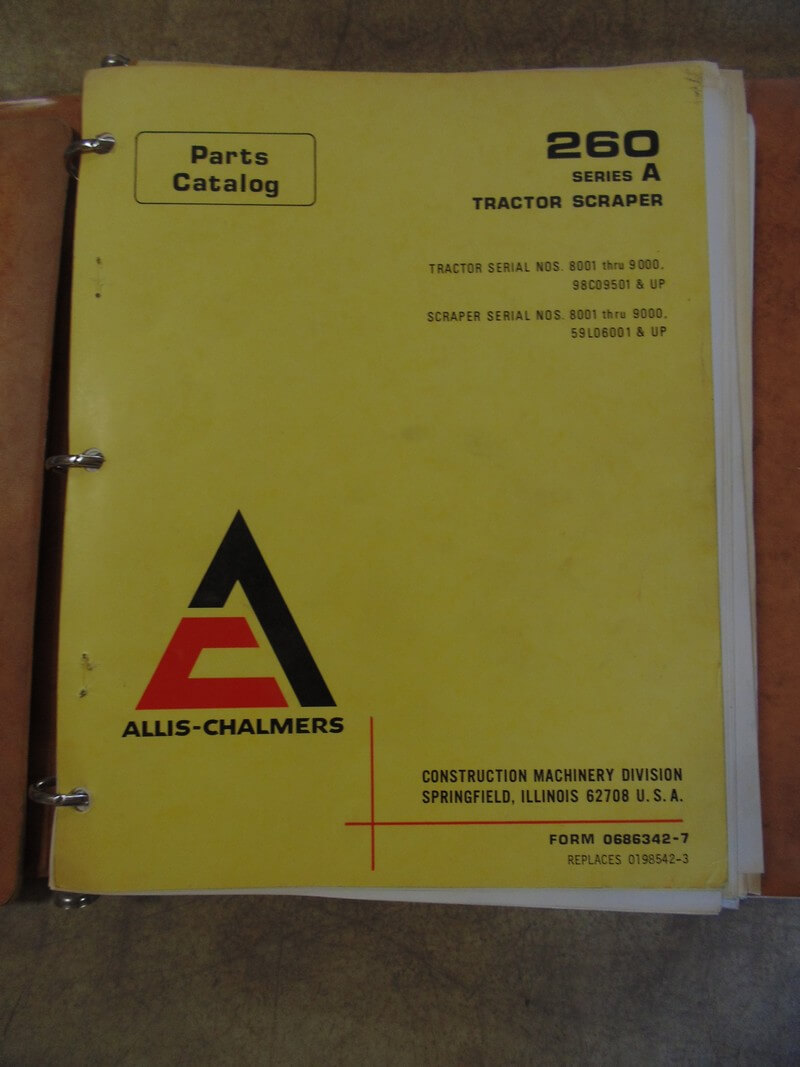 Parts
Catalog
260
SERIES A
TRACTOR SCRAPER
TRACTOR SERIAL NOS. 8001 thru 9000,
98C09501 & UP
SCRAPER SERIAL NOS. 8001 thru 9000,
59L06001 & UP
ALLIS-CHALMERS
CONSTRUCTION MACHINERY DIVISION
SPRINGFIELD, ILLINOIS 62708 U.S.A.
FORM 0686342-7
REPLACES 0198542-3